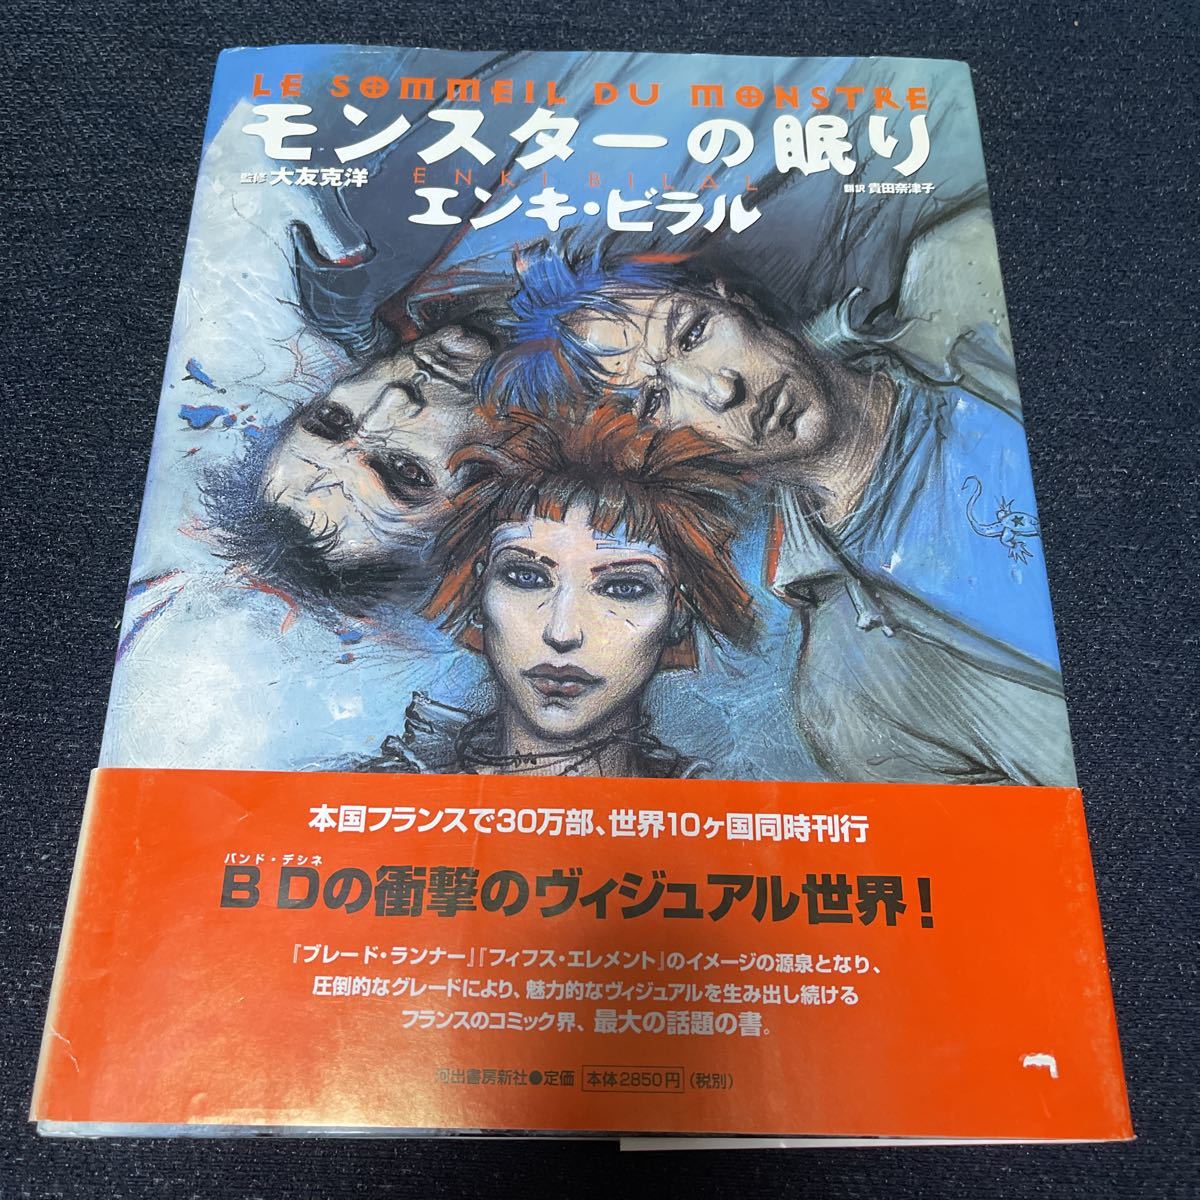 LE SOMMEIL DU MONSTRE
モンスターの眠り
監修 大友克洋
ENKI BILAL
翻訳 貴田奈津子
エンキ・ビラル
本国フランスで30万部、世界10ヶ国同時刊行
バンド・デシネ
BDの衝撃のヴィジュアル世界!
『ブレード・ランナー』『フィフス・エレメント』のイメージの源泉となり、
圧倒的なグレードにより、魅力的なヴィジュアルを生み出し続ける
フランスのコミック界、最大の話題の書。
河出書房新社●定価 本体2850円 (税別)